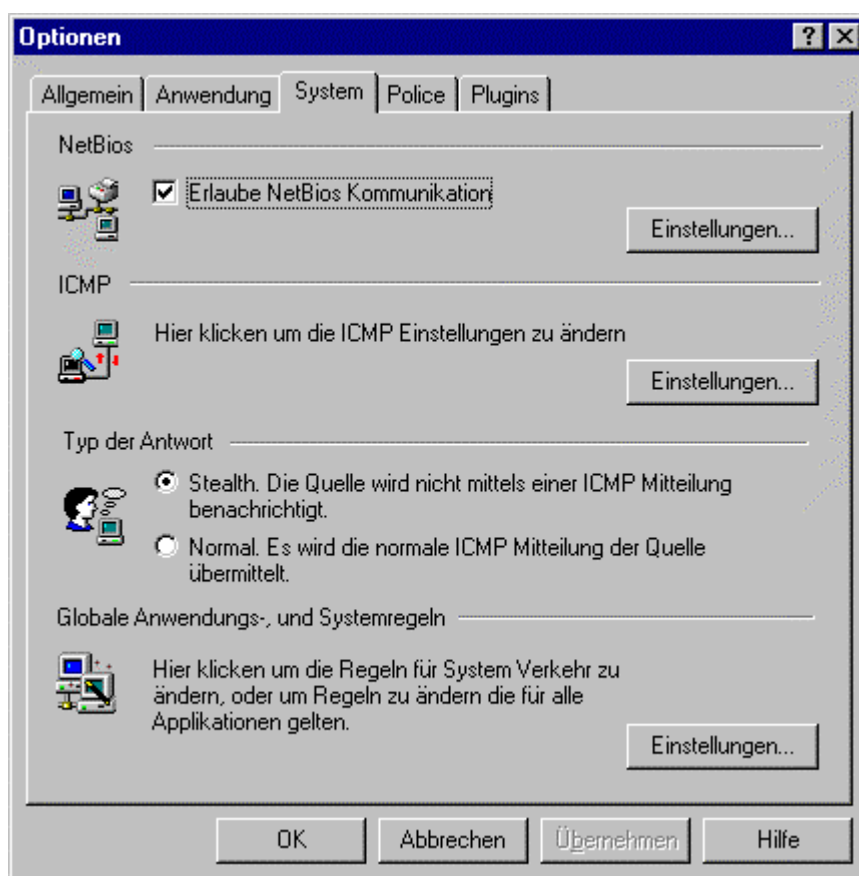 Optionen
Allgemein Anwendung System Police Plugins
NetBios
Erlaube NetBios Kommunikation
Einstellungen...
ICMP
Hier klicken um die ICMP Einstellungen zu ändern
Einstellungen...
Typ der Antwort
Stealth. Die Quelle wird nicht mittels einer ICMP Mitteilung
benachrichtigt.
Normal. Es wird die normale ICMP Mitteilung der Quelle
übermittelt.
Globale Anwendungs-, und Systemregeln
Hier klicken um die Regeln für System Verkehr zu
ändern, oder um Regeln zu ändern die für alle
Applikationen gelten.
Einstellungen...
OK Abbrechen Übernehmen Hilfe